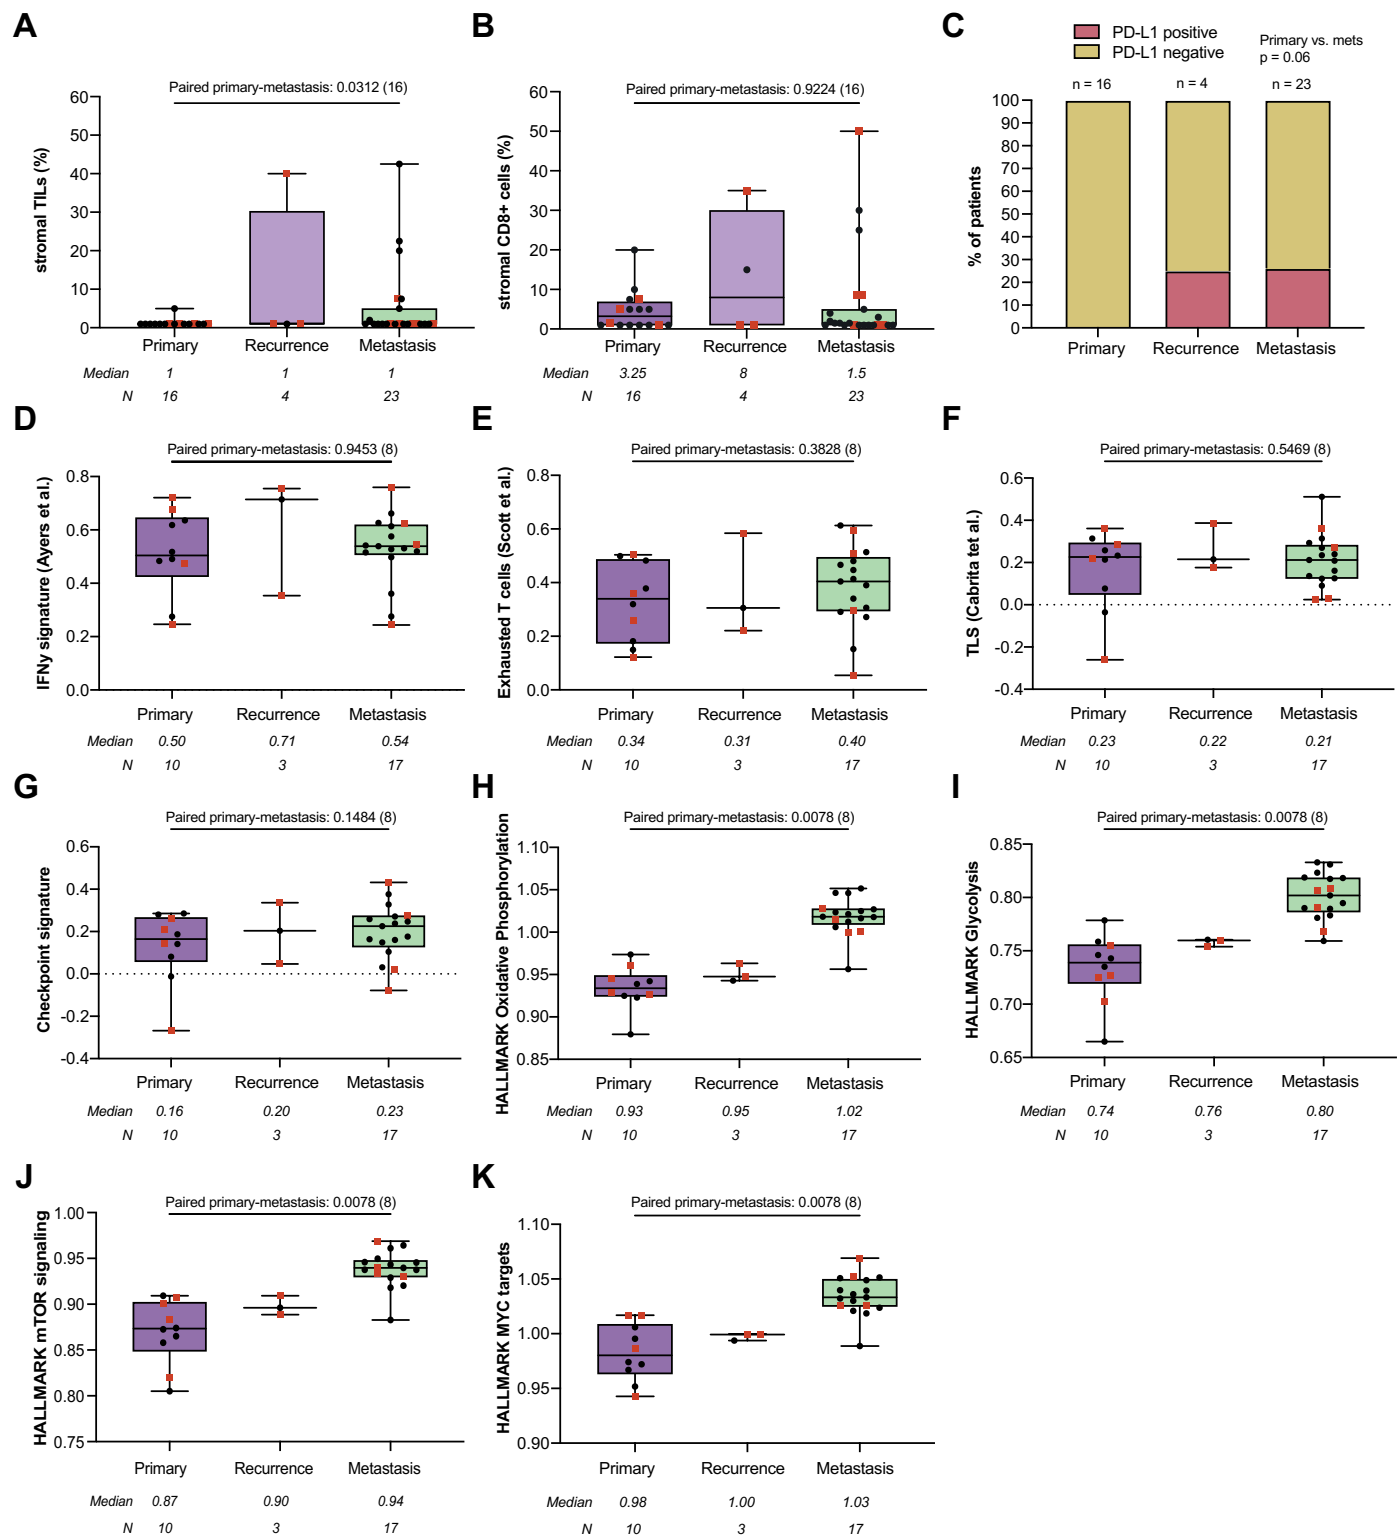 A
Paired primary-metastasis: 0.0312 (16)
stromal TILs (%)
60
50
40
30
20
10
0
Primary Recurrence Metastasis
Median 1 1 1
N 16 4 23
B
Paired primary-metastasis: 0.9224 (16)
stromal CD8+ cells (%)
60
50
40
30
20
10
0
Primary Recurrence Metastasis
Median 3.25 8 1.5
N 16 4 23
C
PD-L1 positive
PD-L1 negative
Primary vs. mets
p = 0.06
n = 16 n = 4 n = 23
% of patients
100
90
80
70
60
50
40
30
20
10
0
Primary Recurrence Metastasis
D
Paired primary-metastasis: 0.9453 (8)
IFNy signature (Ayers et al.)
0.8
0.6
0.4
0.2
0.0
Primary Recurrence Metastasis
Median 0.50 0.71 0.54
N 10 3 17
E
Paired primary-metastasis: 0.3828 (8)
Exhausted T cells (Scott et al.)
0.8
0.6
0.4
0.2
0.0
Primary Recurrence Metastasis
Median 0.34 0.31 0.40
N 10 3 17
F
Paired primary-metastasis: 0.5469 (8)
TLS (Cabrita tet al.)
0.6
0.4
0.2
0.0
-0.2
-0.4
Primary Recurrence Metastasis
Median 0.23 0.22 0.21
N 10 3 17
G
Paired primary-metastasis: 0.1484 (8)
Checkpoint signature
0.6
0.4
0.2
0.0
-0.2
-0.4
Primary Recurrence Metastasis
Median 0.16 0.20 0.23
N 10 3 17
H
Paired primary-metastasis: 0.0078 (8)
HALLMARK Oxidative Phosphorylation
1.10
1.05
1.00
0.95
0.90
0.85
Primary Recurrence Metastasis
Median 0.93 0.95 1.02
N 10 3 17
I
Paired primary-metastasis: 0.0078 (8)
HALLMARK Glycolysis
0.85
0.80
0.75
0.70
0.65
Primary Recurrence Metastasis
Median 0.74 0.76 0.80
N 10 3 17
J
Paired primary-metastasis: 0.0078 (8)
HALLMARK mTOR signaling
1.00
0.95
0.90
0.85
0.80
0.75
Primary Recurrence Metastasis
Median 0.87 0.90 0.94
N 10 3 17
K
Paired primary-metastasis: 0.0078 (8)
HALLMARK MYC targets
1.10
1.05
1.00
0.95
0.90
Primary Recurrence Metastasis
Median 0.98 1.00 1.03
N 10 3 17